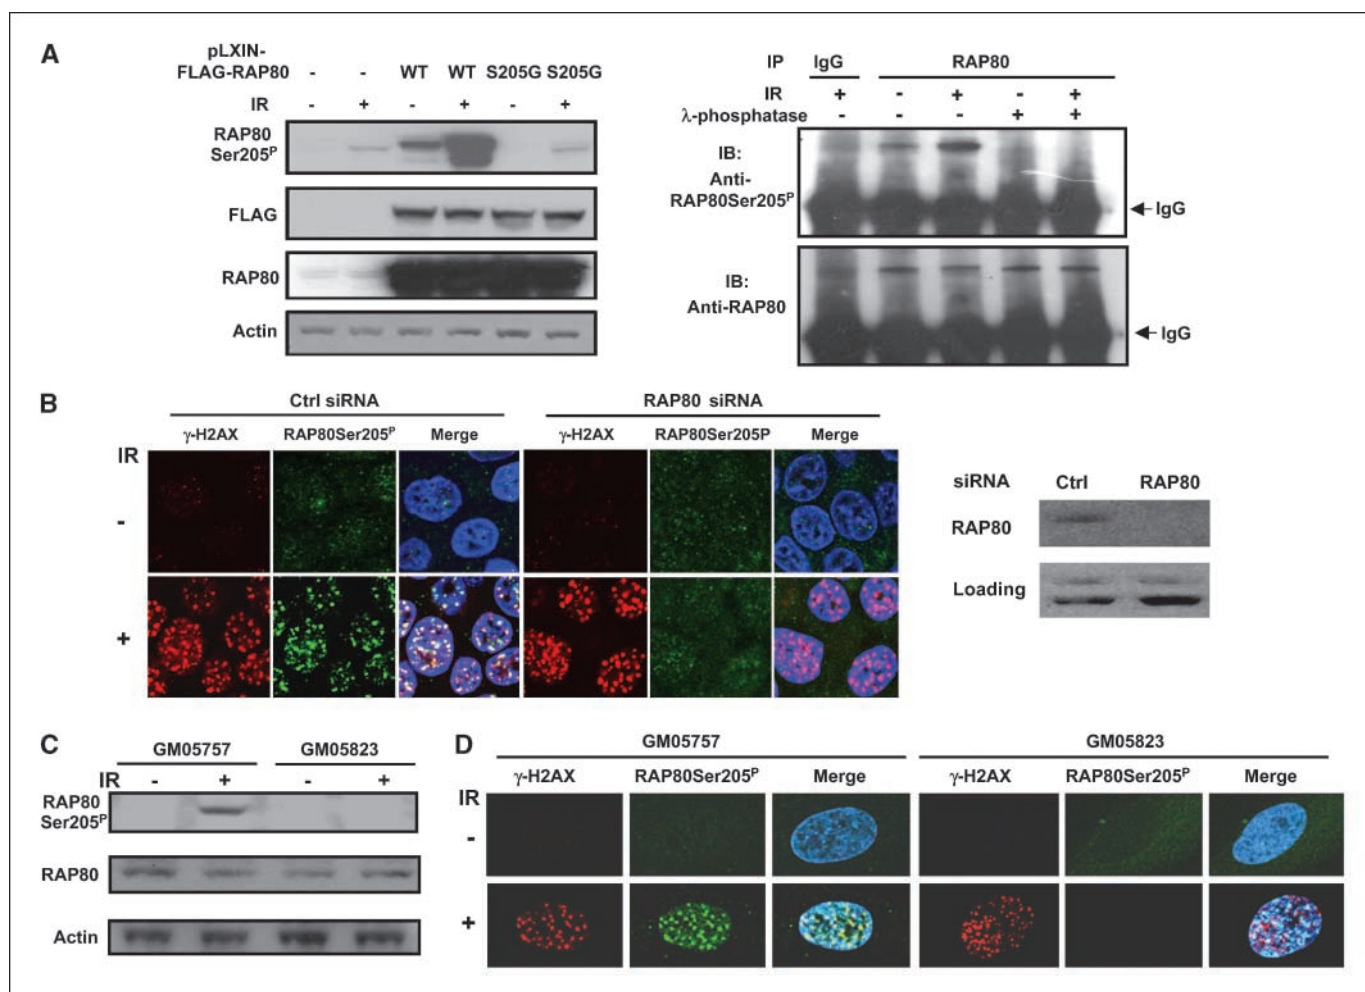 A
pLXIN-
FLAG-RAP80 - - WT WT S205G S205G
IR - + - + - +
RAP80
Ser205ᴾ
FLAG
RAP80
Actin
IP IgG RAP80
IR + - + - +
λ-phosphatase - - - + +
IB:
Anti-
RAP80Ser205ᴾ
IgG
IB:
Anti-RAP80
IgG
B
Ctrl siRNA RAP80 siRNA
γ-H2AX RAP80Ser205ᴾ Merge γ-H2AX RAP80Ser205P Merge
IR
-
+
siRNA Ctrl RAP80
RAP80
Loading
C
GM05757 GM05823
IR - + - +
RAP80
Ser205ᴾ
RAP80
Actin
D
GM05757 GM05823
γ-H2AX RAP80Ser205ᴾ Merge γ-H2AX RAP80Ser205ᴾ Merge
IR
-
+